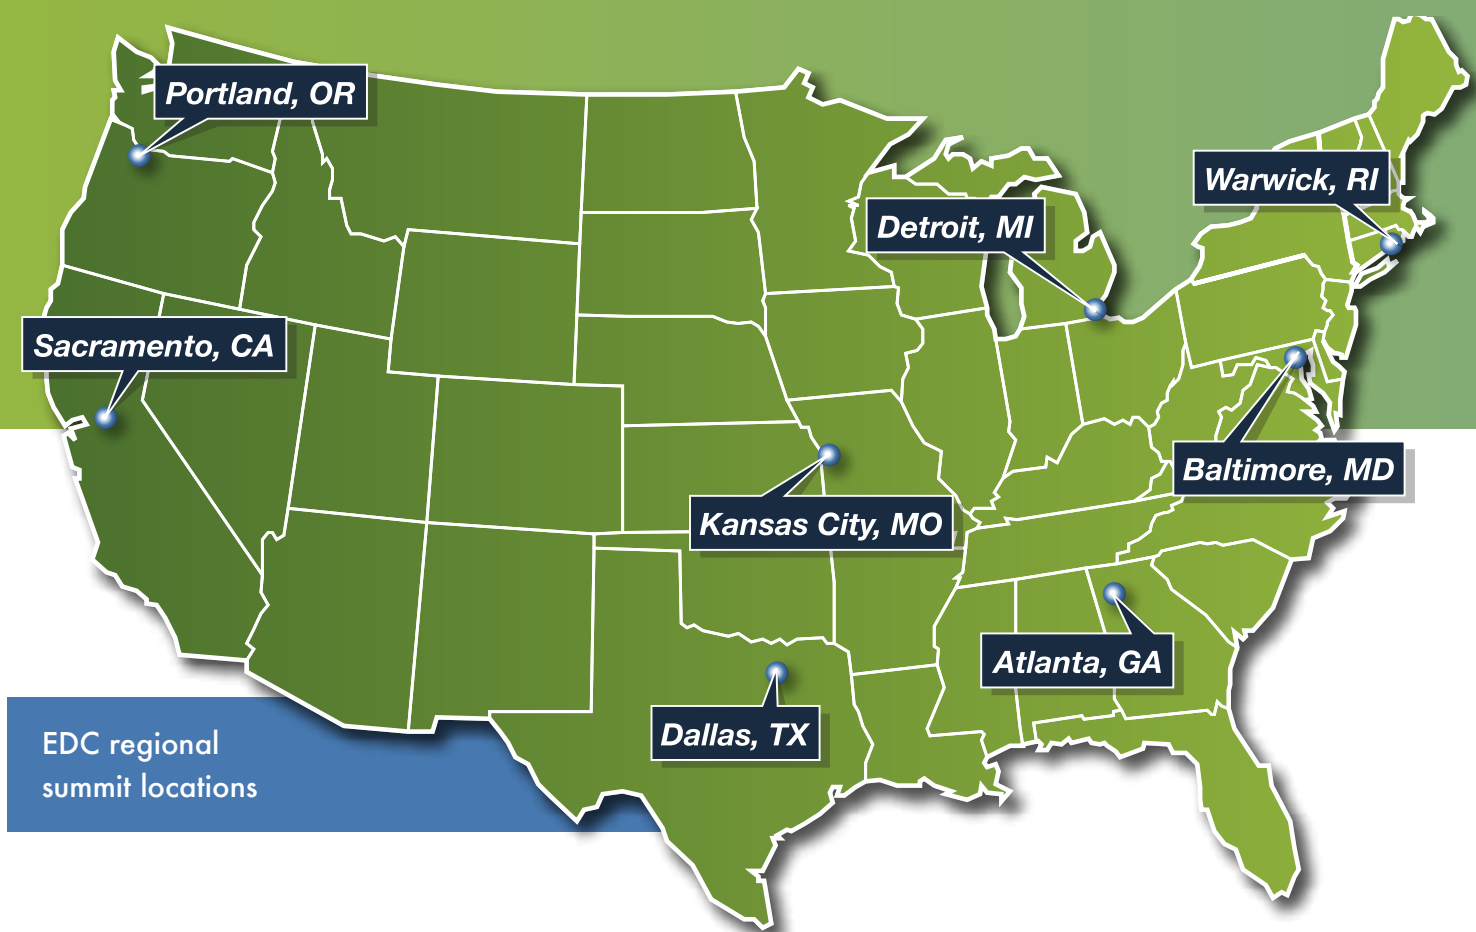 Portland, OR
Warwick, RI
Detroit, MI
Sacramento, CA
Baltimore, MD
Kansas City, MO
Atlanta, GA
Dallas, TX
EDC regional
summit locations